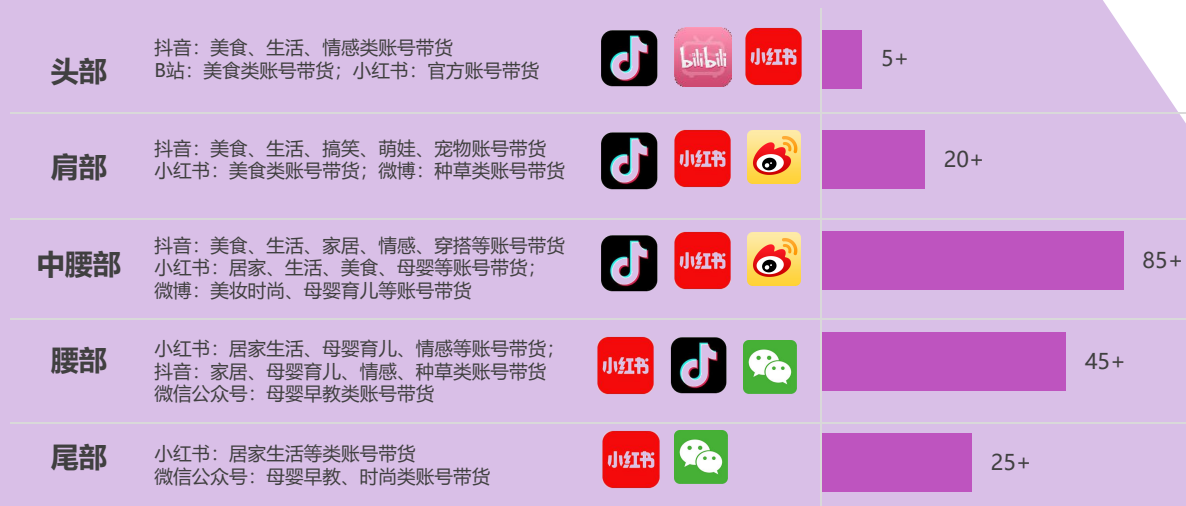 头部
抖音：美食、生活、情感类账号带货
B站：美食类账号带货；小红书：官方账号带货
bilibili
小红书
5+
肩部
抖音：美食、生活、搞笑、萌娃、宠物账号带货
小红书：美食类账号带货；微博：种草类账号带货
小红书
20+
中腰部
抖音：美食、生活、家居、情感、穿搭等账号带货
小红书：居家、生活、美食、母婴等账号带货；
微博：美妆时尚、母婴育儿等账号带货
小红书
85+
腰部
小红书：居家生活、母婴育儿、情感等账号带货；
抖音：家居、母婴育儿、情感、种草类账号带货
微信公众号：母婴早教类账号带货
小红书
45+
尾部
小红书：居家生活等类账号带货
微信公众号：母婴早教、时尚类账号带货
小红书
25+